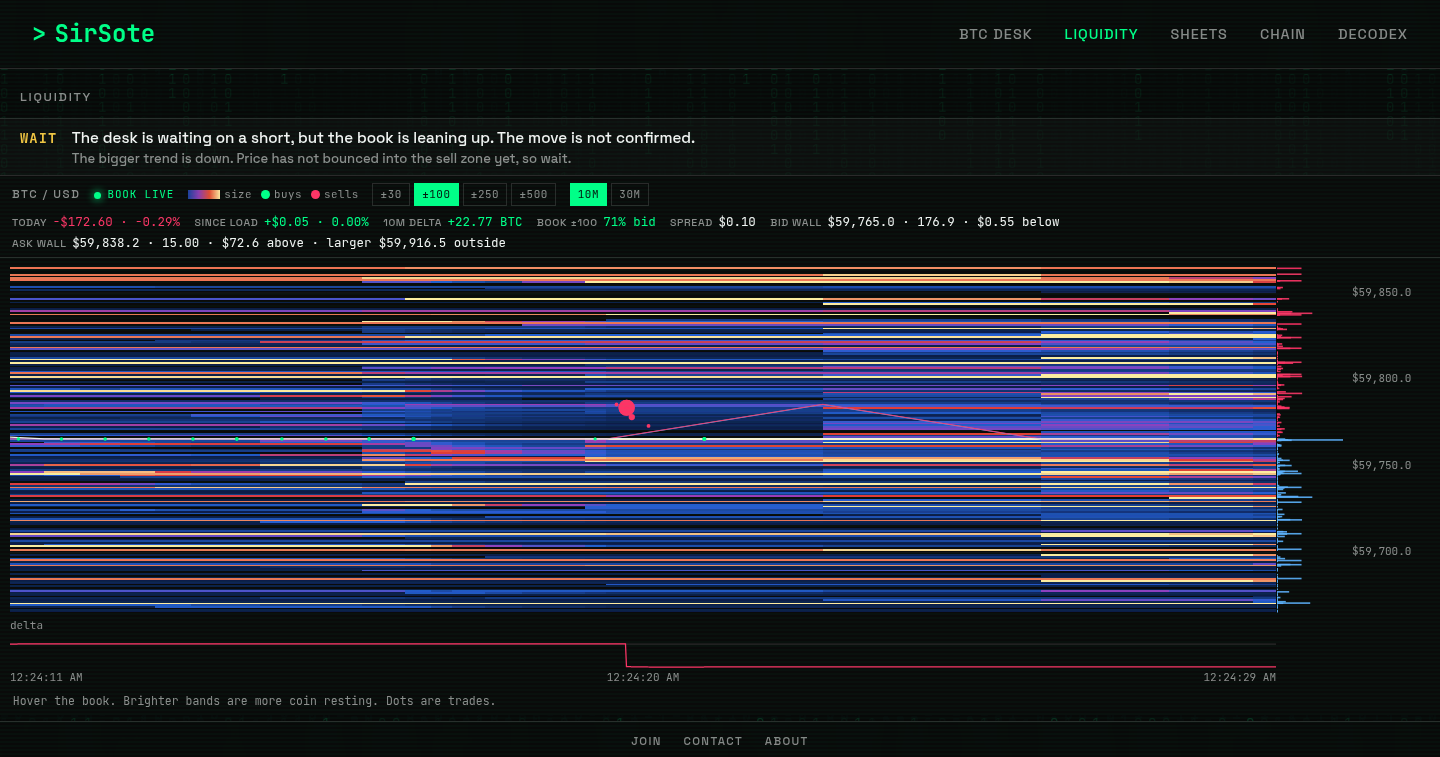 > SirSote
BTC DESK LIQUIDITY SHEETS CHAIN DECODEX
LIQUIDITY
WAIT The desk is waiting on a short, but the book is leaning up. The move is not confirmed.
The bigger trend is down. Price has not bounced into the sell zone yet, so wait.
BTC / USD BOOK LIVE size buys sells ±30 ±100 ±250 ±500 10M 30M
TODAY -$172.60 · -0.29% SINCE LOAD +$0.05 · 0.00% 10M DELTA +22.77 BTC BOOK ±100 71% bid SPREAD $0.10 BID WALL $59,765.0 · 176.9 · $0.55 below
ASK WALL $59,838.2 · 15.00 · $72.6 above · larger $59,916.5 outside
$59,850.0
$59,800.0
$59,750.0
$59,700.0
delta
12:24:11 AM 12:24:20 AM 12:24:29 AM
Hover the book. Brighter bands are more coin resting. Dots are trades.
JOIN CONTACT ABOUT